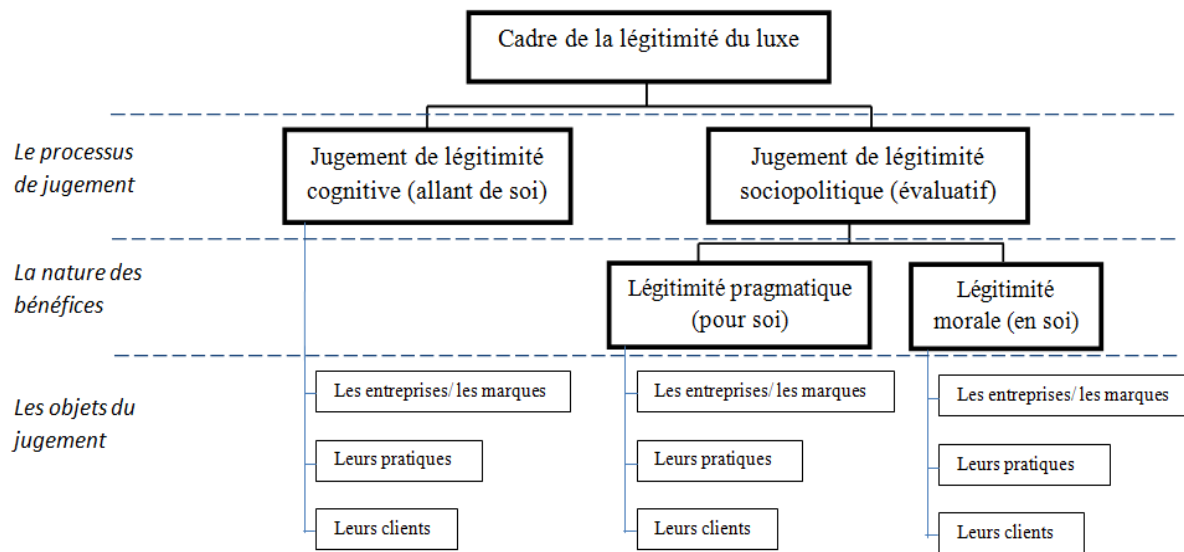 Cadre de la légitimité du luxe
Le processus
de jugement
Jugement de légitimité
cognitive (allant de soi)
Jugement de légitimité
sociopolitique (évaluatif)
La nature des
bénéfices
Légitimité pragmatique
(pour soi)
Légitimité
morale (en soi)
Les objets du
jugement
Les entreprises/ les marques
Leurs pratiques
Leurs clients
Les entreprises/ les marques
Leurs pratiques
Leurs clients
Les entreprises/ les marques
Leurs pratiques
Leurs clients